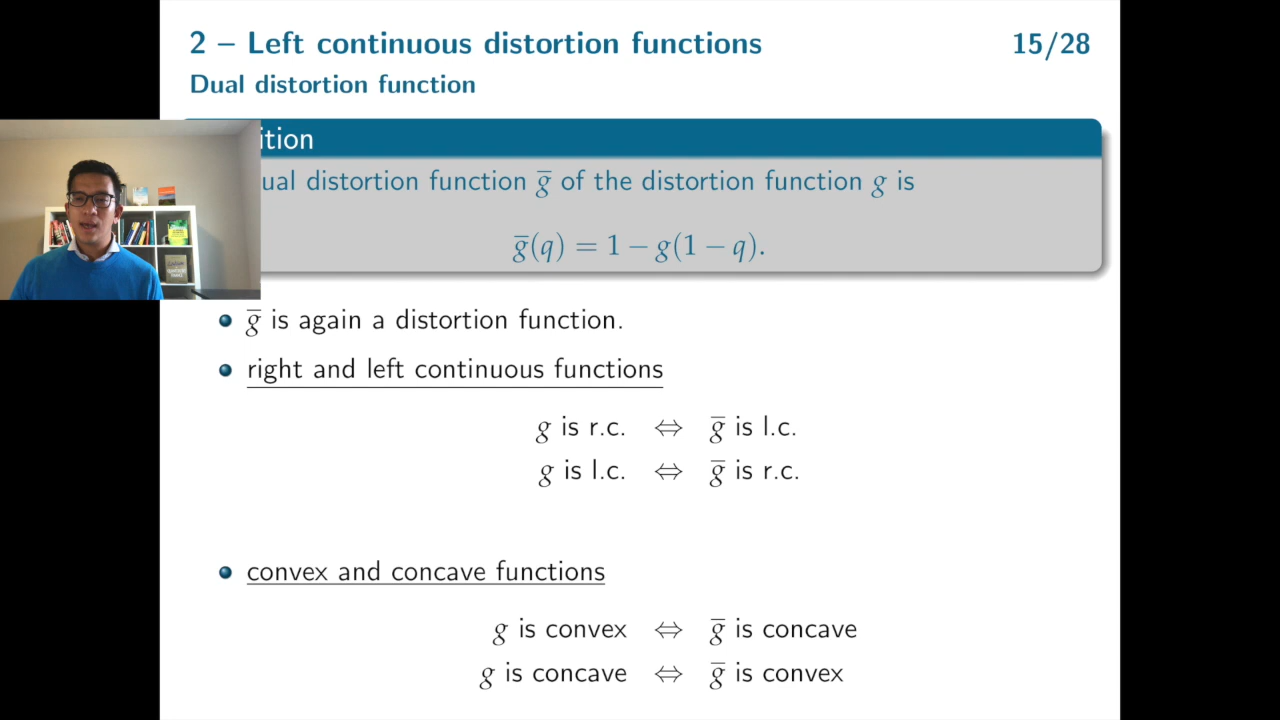 2 – Left continuous distortion functions 15/28
Dual distortion function
ition
ual distortion function g̅ of the distortion function g is
g̅(q) = 1 − g(1 − q).
g̅ is again a distortion function.
right and left continuous functions
g is r.c. ⇔ g̅ is l.c.
g is l.c. ⇔ g̅ is r.c.
convex and concave functions
g is convex ⇔ g̅ is concave
g is concave ⇔ g̅ is convex